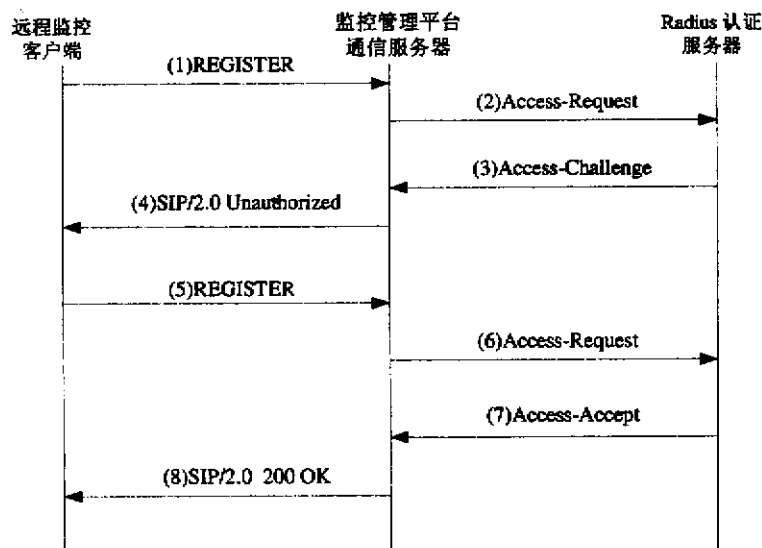 远程监控
客户端
监控管理平台
通信服务器
Radius 认证
服务器
(1)REGISTER
(2)Access-Request
(3)Access-Challenge
(4)SIP/2.0 Unauthorized
(5)REGISTER
(6)Access-Request
(7)Access-Accept
(8)SIP/2.0 200 OK